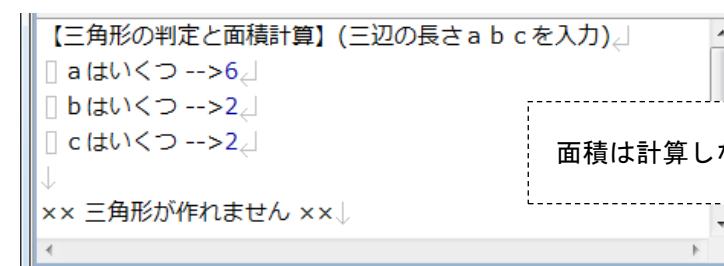 【三角形の判定と面積計算】(三辺の長さａｂｃを入力)
ａはいくつ -->6
ｂはいくつ -->2
ｃはいくつ -->2
面積は計算し
×× 三角形が作れません ××